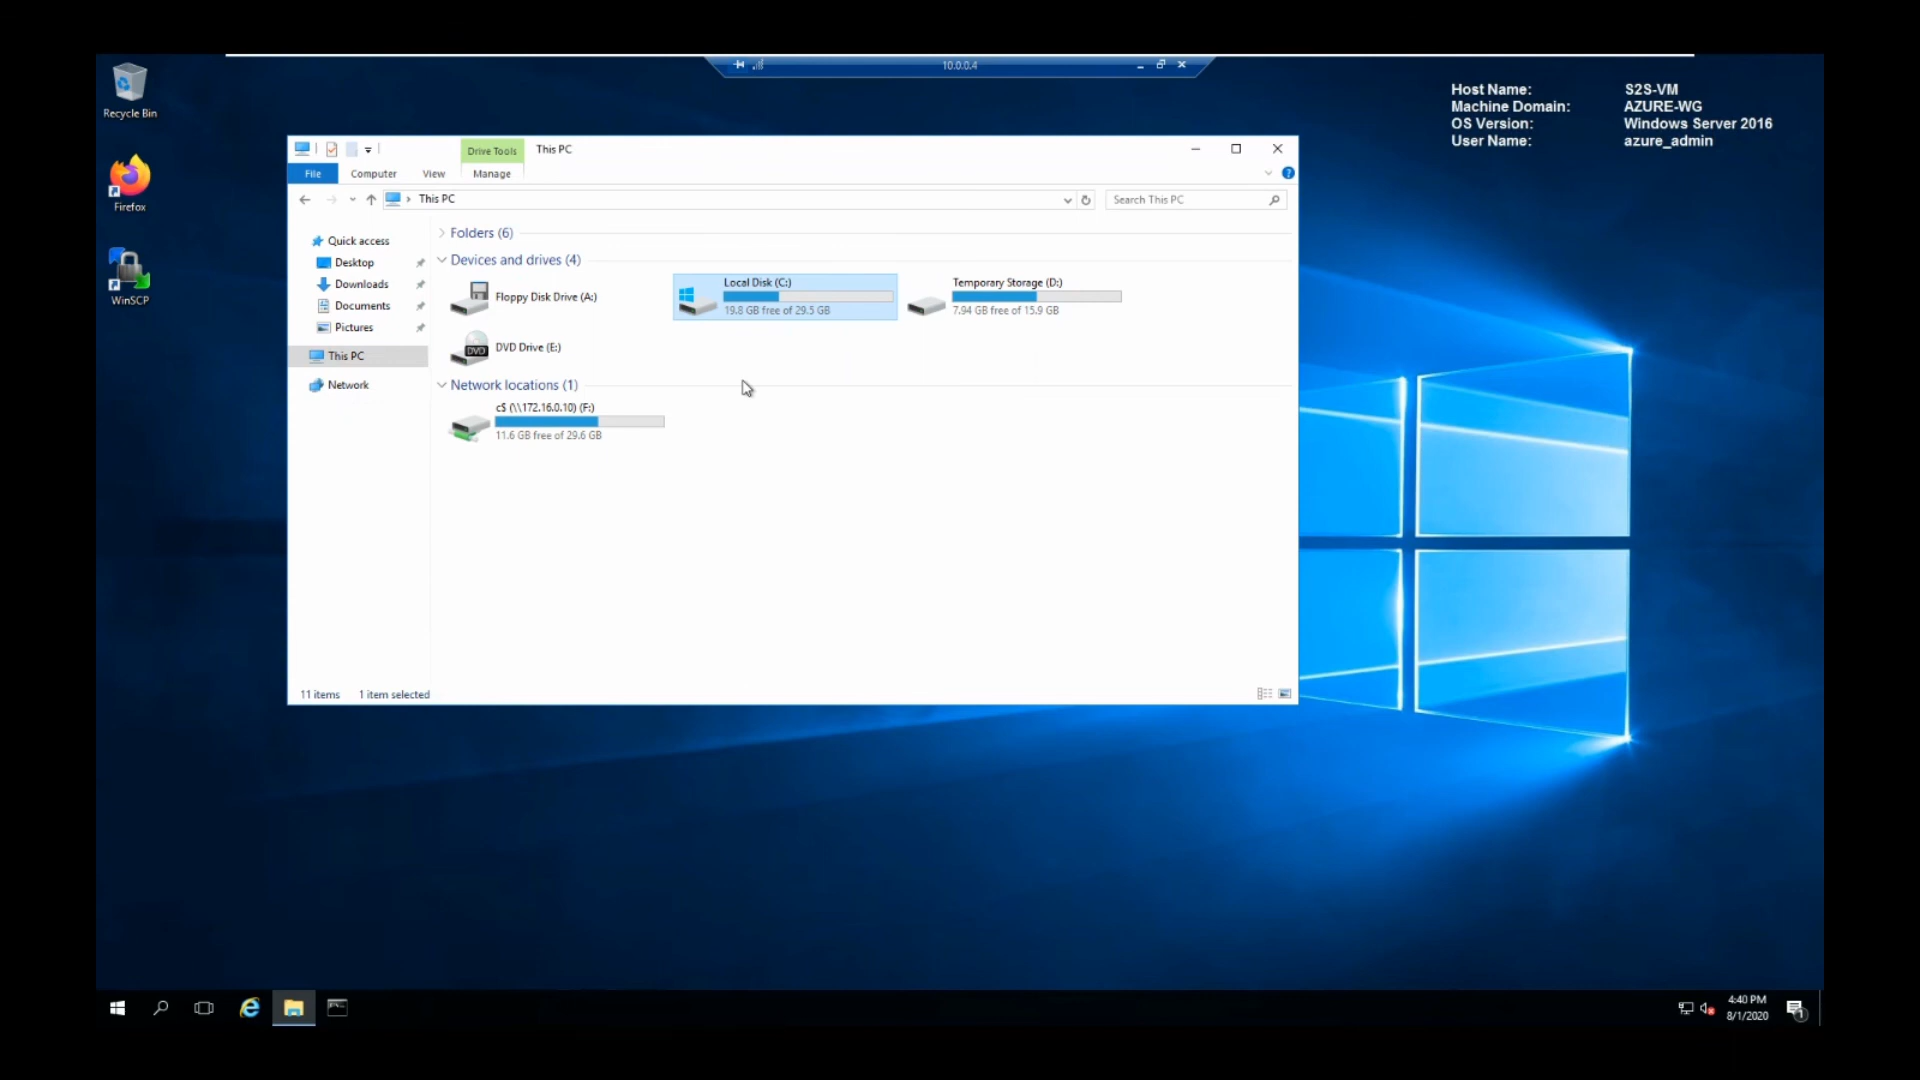 10.0.0.4
Recycle Bin
Host Name: S2S-VM
Machine Domain: AZURE-WG
OS Version: Windows Server 2016
User Name: azure_admin
Drive Tools
This PC
File
Computer
View
Manage
This PC
Search This PC
Firefox
WinSCP
Quick access
Desktop
Downloads
Documents
Pictures
This PC
Network
Folders (6)
Devices and drives (4)
Floppy Disk Drive (A:)
Local Disk (C:)
19.8 GB free of 29.5 GB
Temporary Storage (D:)
7.94 GB free of 15.9 GB
DVD
DVD Drive (E:)
Network locations (1)
c$ (\\172.16.0.10) (F:)
11.6 GB free of 29.6 GB
11 items
1 item selected
4:40 PM
8/1/2020
1